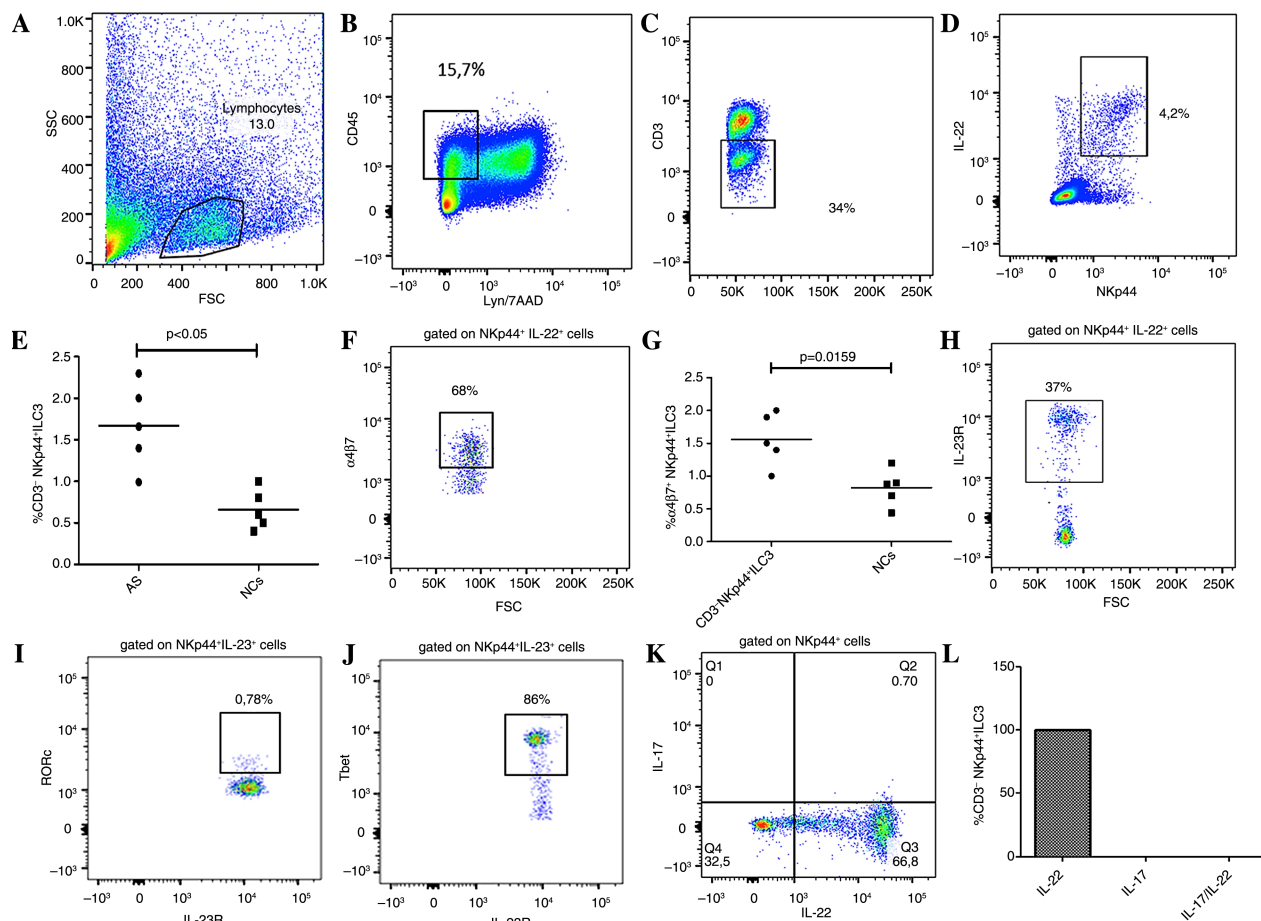 A
1.0K
800
600
400
200
0
SSC
Lymphocytes
13.0
0 200 400 800 1.0K
FSC
B
15,7%
10⁵
10⁴
10³
0
−10³
CD45
−10³ 0 10³ 10⁴ 10⁵
Lyn/7AAD
C
10⁵
10⁴
10³
0
−10³
CD3
34%
0 50K 100K 150K 200K 250K
D
10⁵
10⁴
10³
0
−10³
IL-22
4,2%
−10³ 0 10³ 10⁴ 10⁵
NKp44
E
p<0.05
2.5
2.0
1.5
1.0
0.5
0.0
%CD3⁻ NKp44⁺ILC3
AS
NCs
F
gated on NKp44⁺ IL-22⁺ cells
68%
10⁵
10⁴
10³
0
−10³
α4β7
0 50K 100K 150K 200K 250K
FSC
G
p=0.0159
2.5
2.0
1.5
1.0
0.5
0.0
%α4β7⁺ NKp44⁺ILC3
CD3⁻NKp44⁺ILC3
NCs
H
gated on NKp44⁺ IL-22⁺ cells
37%
10⁵
10⁴
10³
0
−10³
IL-23R
0 50K 100K 150K 200K 250K
FSC
I
gated on NKp44⁺IL-23⁺ cells
0,78%
10⁵
10⁴
10³
0
−10³
RORc
−10³ 0 10³ 10⁴ 10⁵
IL-23R
J
gated on NKp44⁺IL-23⁺ cells
86%
10⁵
10⁴
10³
0
−10³
Tbet
−10³ 0 10³ 10⁴ 10⁵
IL-23R
K
gated on NKp44⁺ cells
Q1
0
Q2
0.70
10⁵
10⁴
10³
0
−10³
IL-17
Q4
32,5
Q3
66,8
−10³ 0 10³ 10⁴ 10⁵
IL-22
L
150
100
50
0
%CD3⁻ NKp44⁺ILC3
IL-22
IL-17
IL-17/IL-22